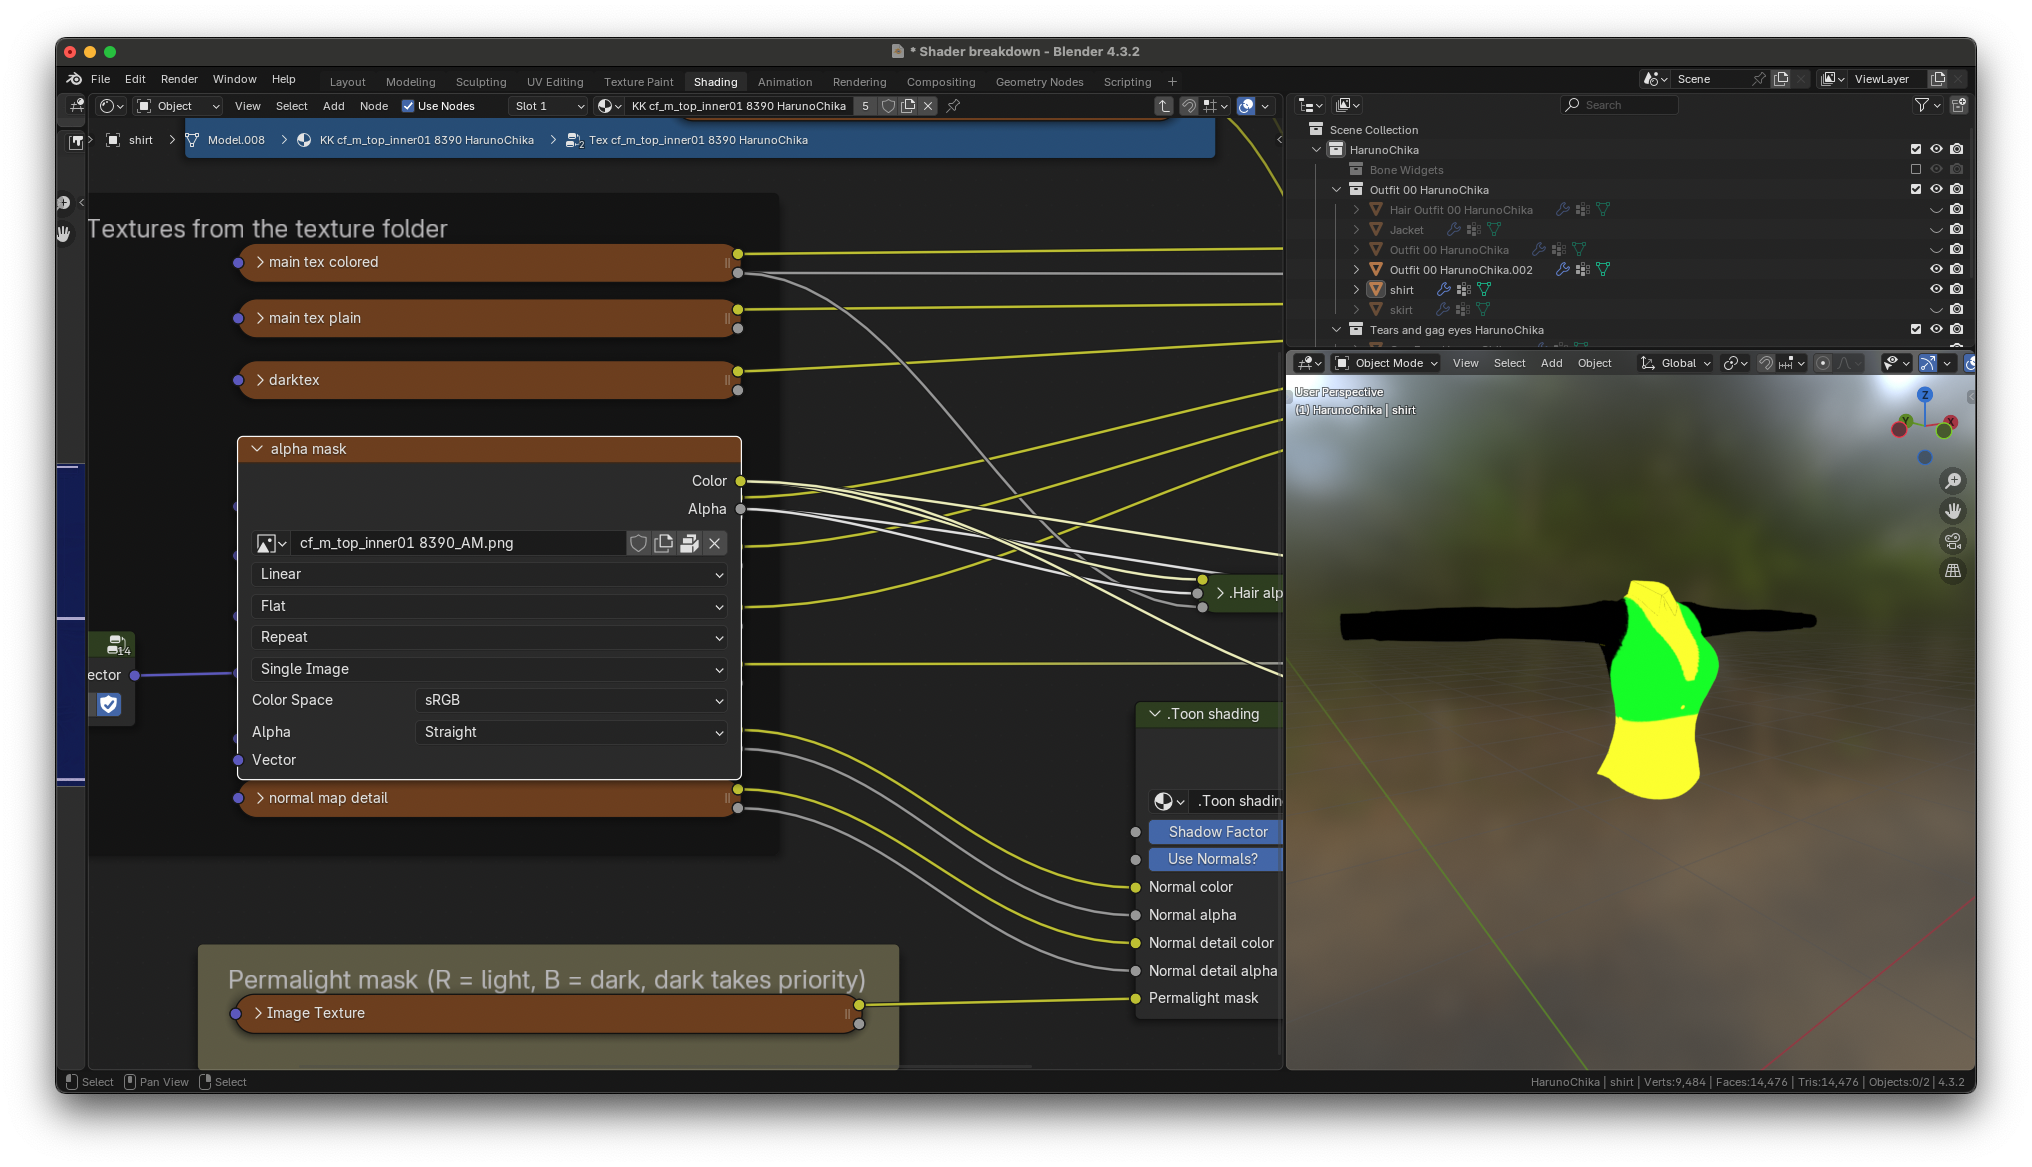 * Shader breakdown - Blender 4.3.2
File Edit Render Window Help Layout Modeling Sculpting UV Editing Texture Paint Shading Animation Rendering Compositing Geometry Nodes Scripting + Scene ViewLayer
Object View Select Add Node Use Nodes Slot 1 KK cf_m_top_inner01 8390 HarunoChika 5
shirt Model.008 KK cf_m_top_inner01 8390 HarunoChika Tex cf_m_top_inner01 8390 HarunoChika
Textures from the texture folder
main tex colored
main tex plain
darktex
alpha mask
Color
Alpha
cf_m_top_inner01 8390_AM.png
Linear
Flat
Repeat
Single Image
Color Space sRGB
Alpha Straight
Vector
normal map detail
14
ector
.Hair alp
.Toon shading
.Toon shadin
Shadow Factor
Use Normals?
Normal color
Normal alpha
Normal detail color
Normal detail alpha
Permalight mask
Permalight mask (R = light, B = dark, dark takes priority)
Image Texture
Search
Scene Collection
HarunoChika
Bone Widgets
Outfit 00 HarunoChika
Hair Outfit 00 HarunoChika
Jacket
Outfit 00 HarunoChika
Outfit 00 HarunoChika.002
shirt
skirt
Tears and gag eyes HarunoChika
Object Mode View Select Add Object Global
User Perspective
(1) HarunoChika | shirt
Z
Y X
Select Pan View Select
HarunoChika | shirt | Verts:9,484 | Faces:14,476 | Tris:14,476 | Objects:0/2 | 4.3.2